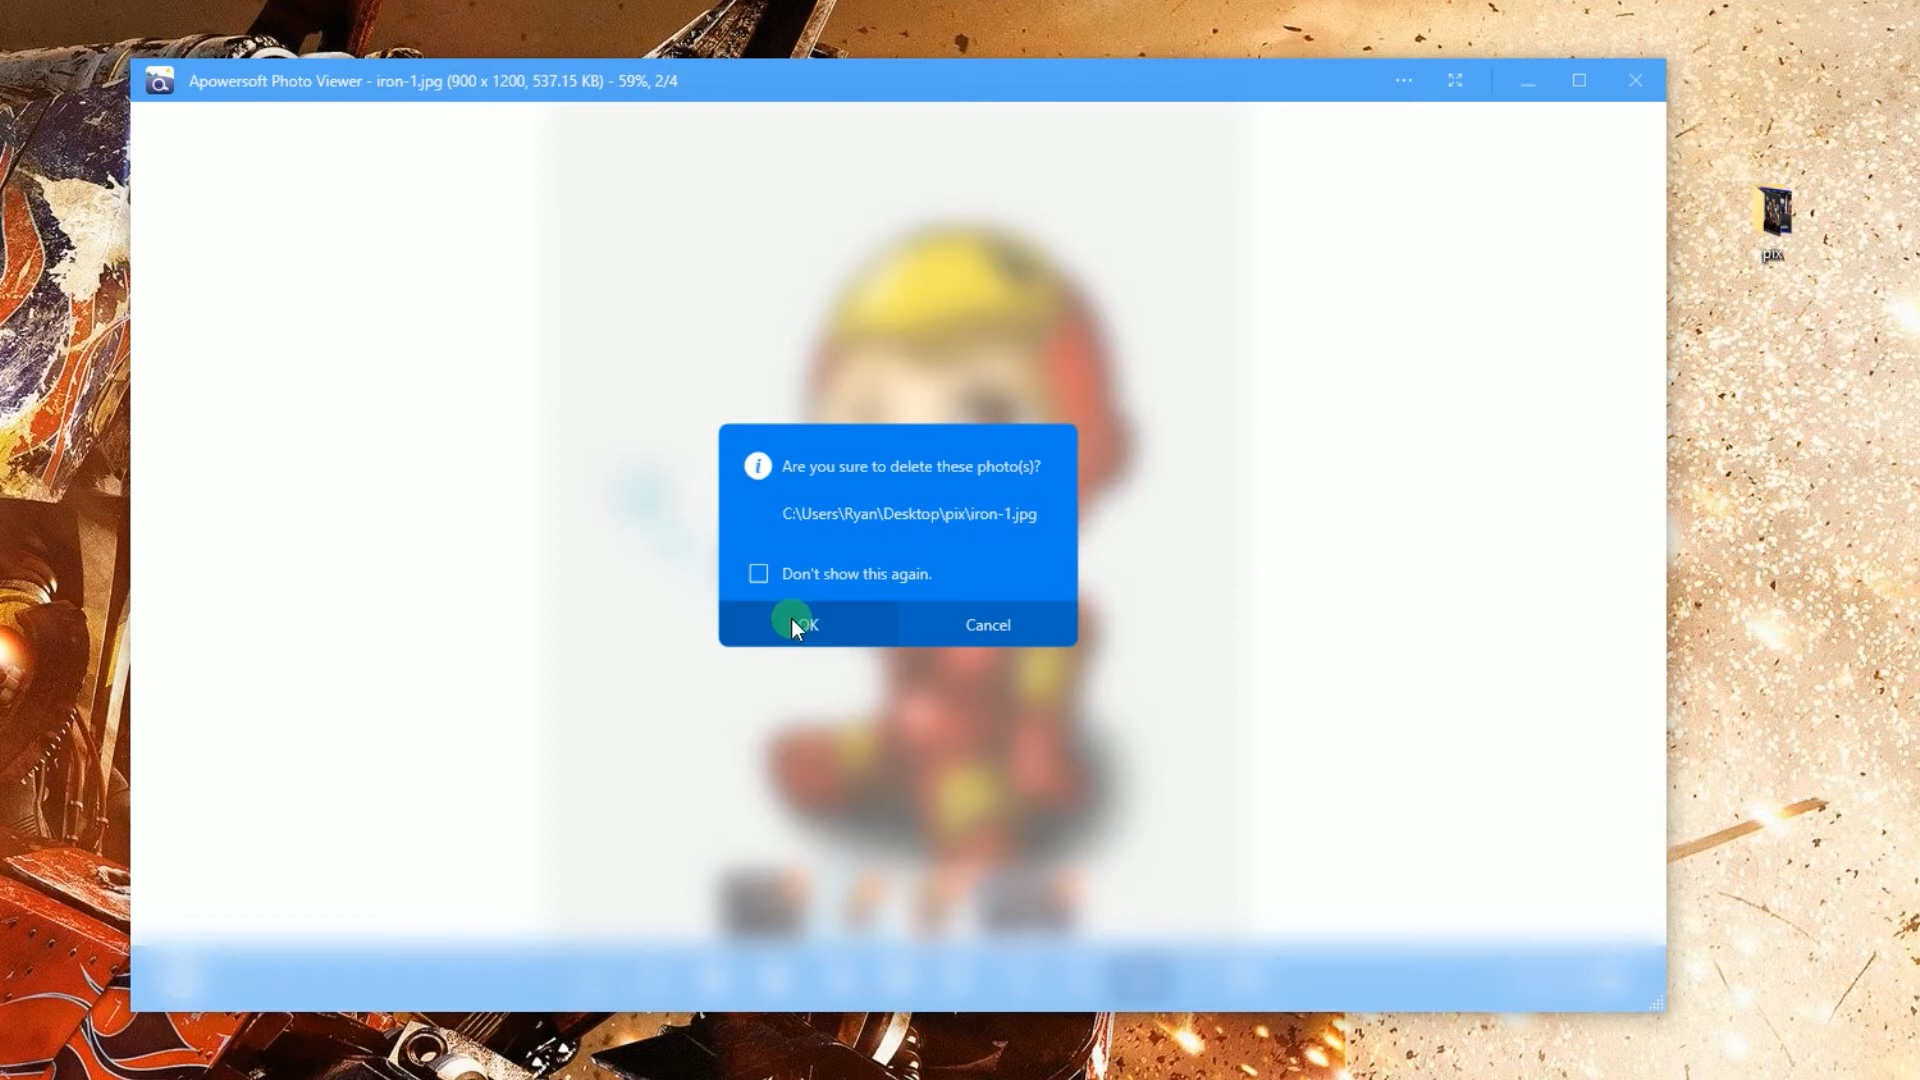 Apowersoft Photo Viewer - iron-1.jpg (900 x 1200, 537.15 KB) - 59%, 2/4
pix
Are you sure to delete these photo(s)?
C:\Users\Ryan\Desktop\pix\iron-1.jpg
Don't show this again.
OK
Cancel